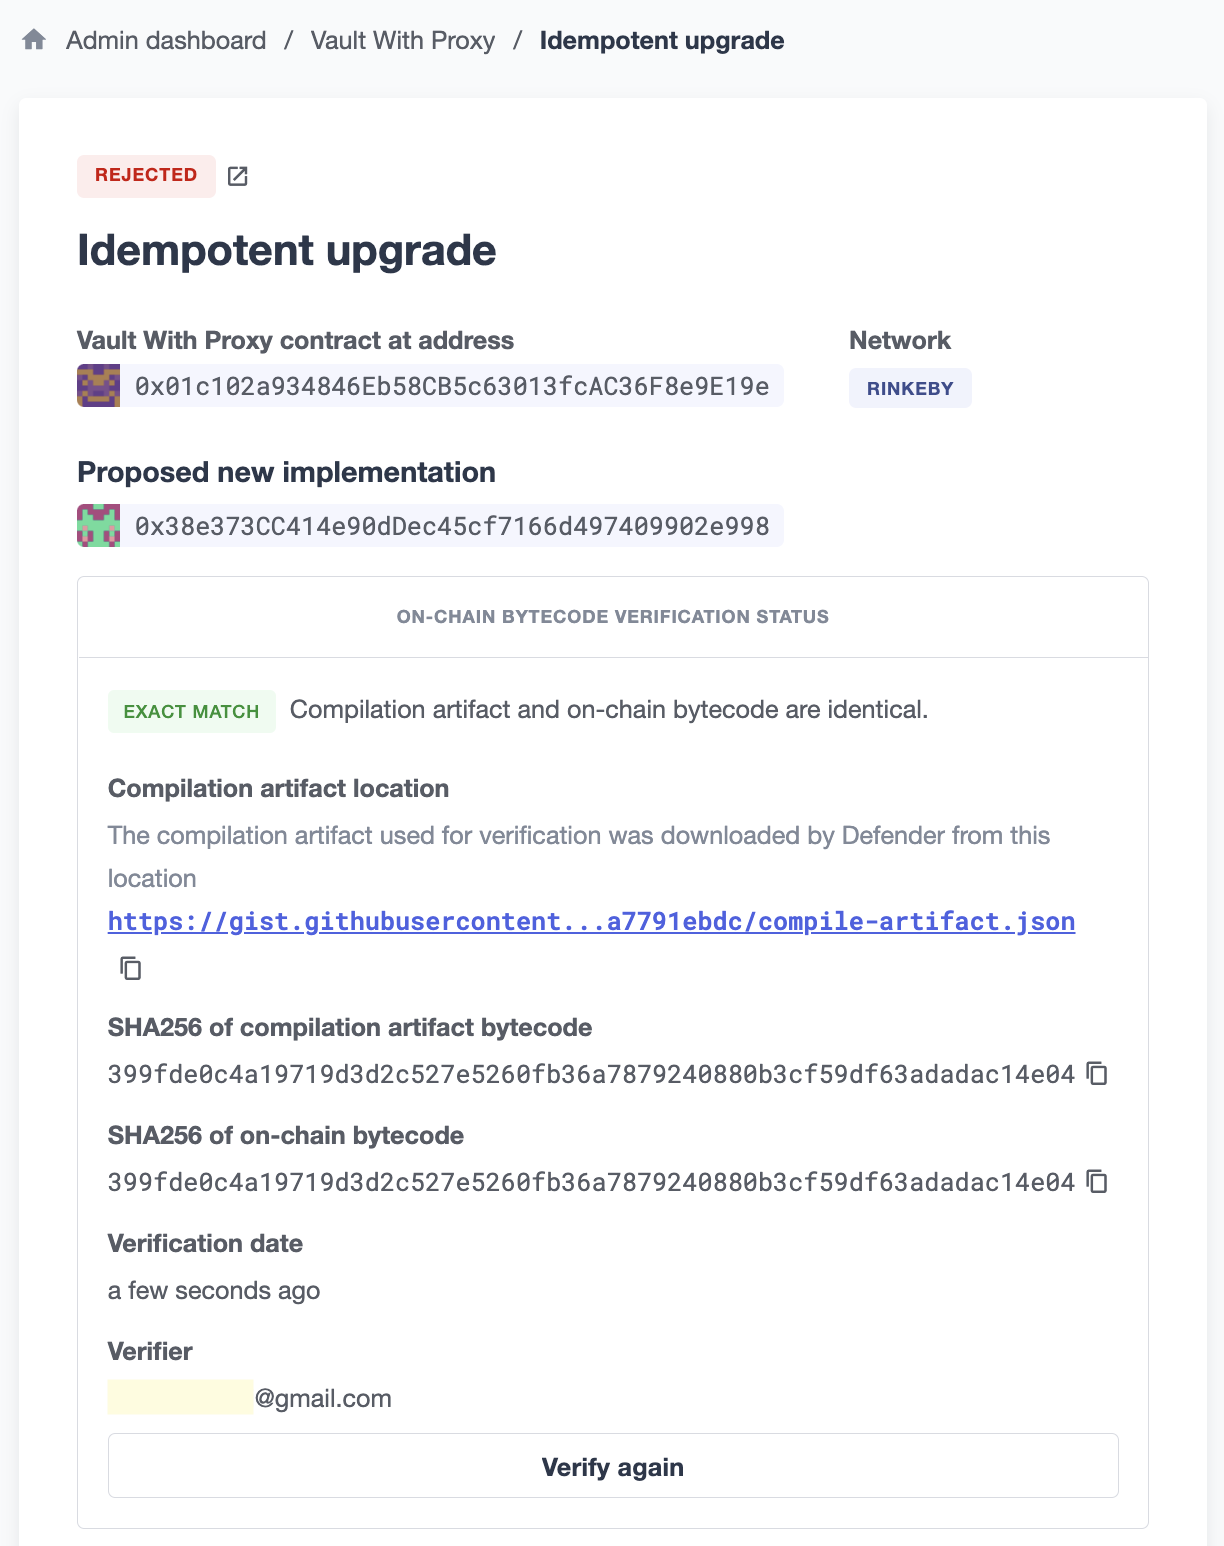 Admin dashboard / Vault With Proxy / Idempotent upgrade
REJECTED
Idempotent upgrade
Vault With Proxy contract at address
Network
0x01c102a934846Eb58CB5c63013fcAC36F8e9E19e
RINKEBY
Proposed new implementation
0x38e373CC414e90dDec45cf7166d497409902e998
ON-CHAIN BYTECODE VERIFICATION STATUS
EXACT MATCH Compilation artifact and on-chain bytecode are identical.
Compilation artifact location
The compilation artifact used for verification was downloaded by Defender from this
location
https://gist.githubusercontent...a7791ebdc/compile-artifact.json
SHA256 of compilation artifact bytecode
399fde0c4a19719d3d2c527e5260fb36a7879240880b3cf59df63adadac14e04
SHA256 of on-chain bytecode
399fde0c4a19719d3d2c527e5260fb36a7879240880b3cf59df63adadac14e04
Verification date
a few seconds ago
Verifier
@gmail.com
Verify again